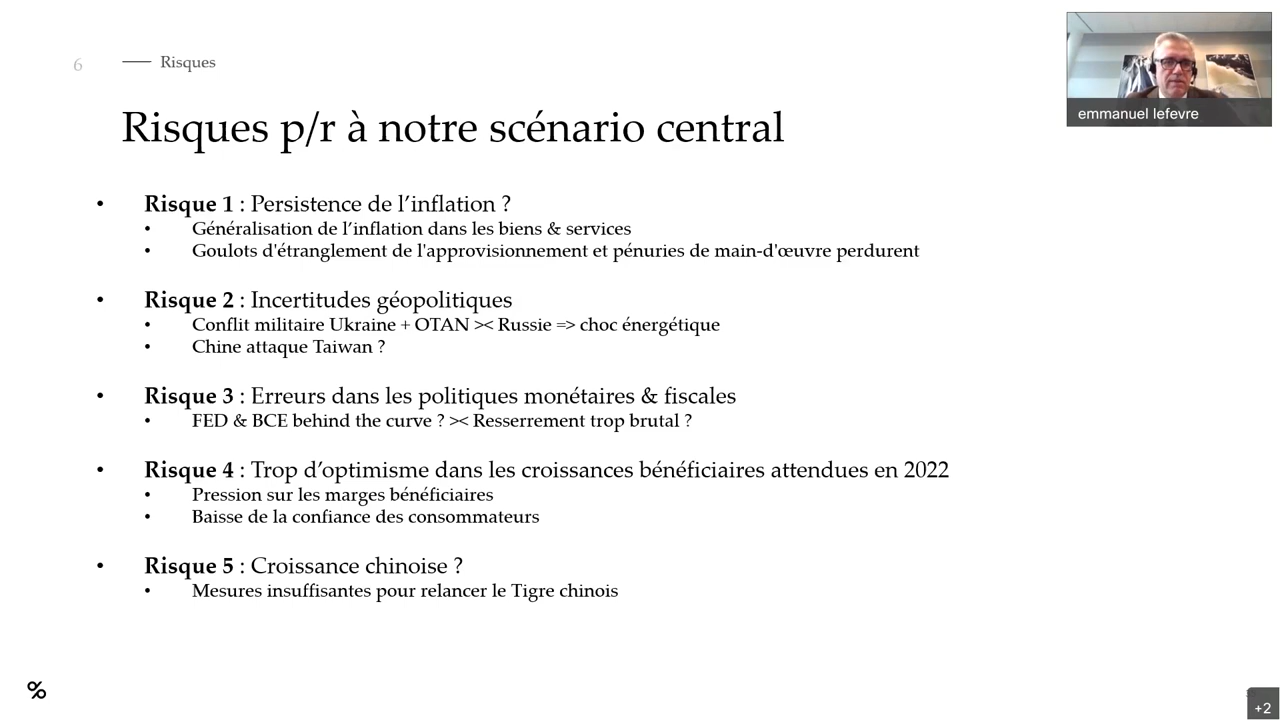 6
Risques
Risques p/r à notre scénario central
emmanuel lefevre
• Risque 1 : Persistence de l’inflation ?
• Généralisation de l’inflation dans les biens & services
• Goulots d'étranglement de l'approvisionnement et pénuries de main-d'œuvre perdurent
• Risque 2 : Incertitudes géopolitiques
• Conflit militaire Ukraine + OTAN >< Russie => choc énergétique
• Chine attaque Taiwan ?
• Risque 3 : Erreurs dans les politiques monétaires & fiscales
• FED & BCE behind the curve ? >< Resserrement trop brutal ?
• Risque 4 : Trop d’optimisme dans les croissances bénéficiaires attendues en 2022
• Pression sur les marges bénéficiaires
• Baisse de la confiance des consommateurs
• Risque 5 : Croissance chinoise ?
• Mesures insuffisantes pour relancer le Tigre chinois
%
+2